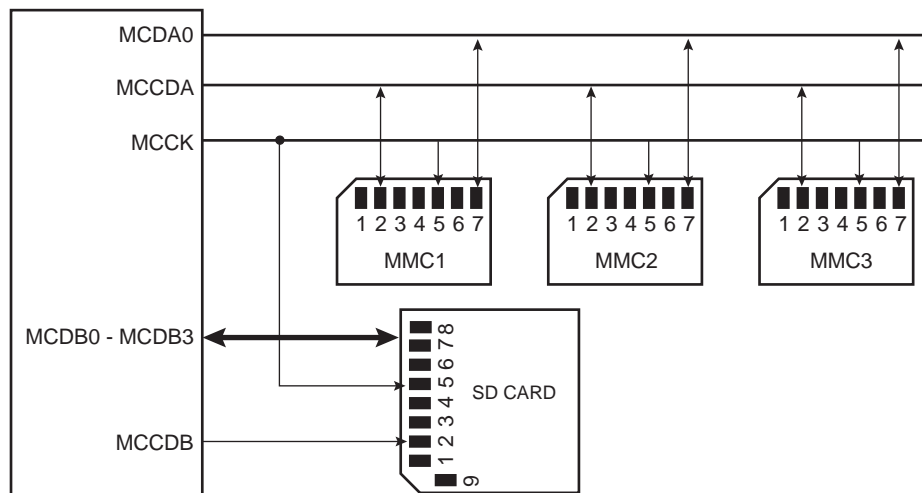 MCDA0
MCCDA
MCCK
1 2 3 4 5 6 7
MMC1
1 2 3 4 5 6 7
MMC2
1 2 3 4 5 6 7
MMC3
MCDB0 - MCDB3
MCCDB
1 2 3 4 5 6 7 8
9
SD CARD